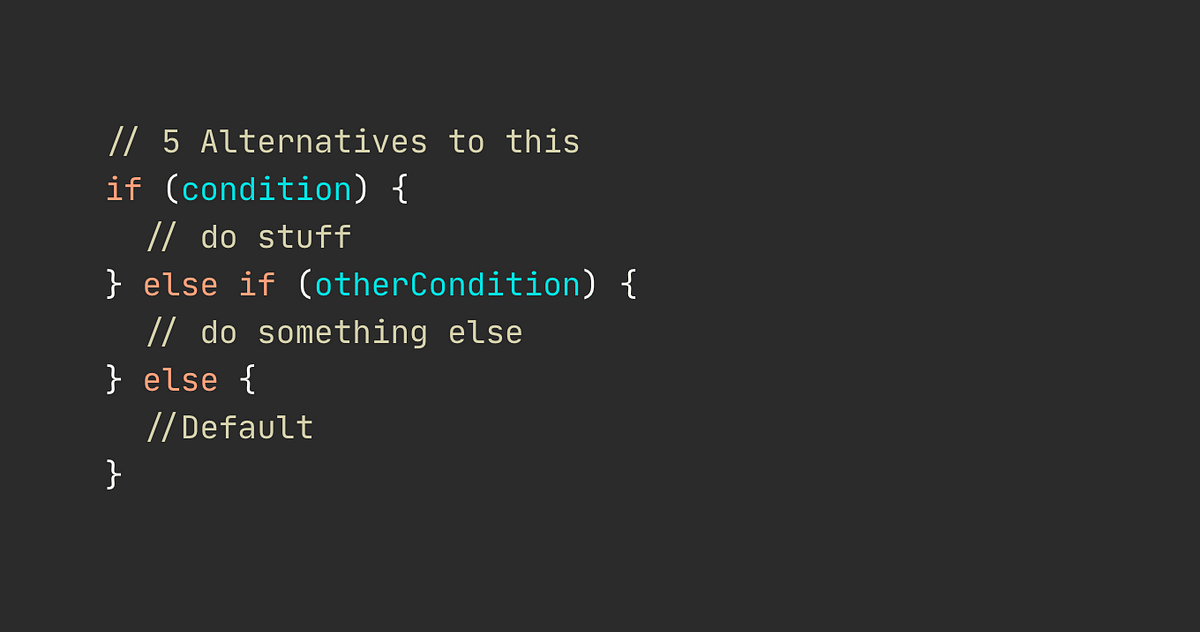 // 5 Alternatives to this
if (condition) {
// do stuff
} else if (otherCondition) {
// do something else
} else {
//Default
}